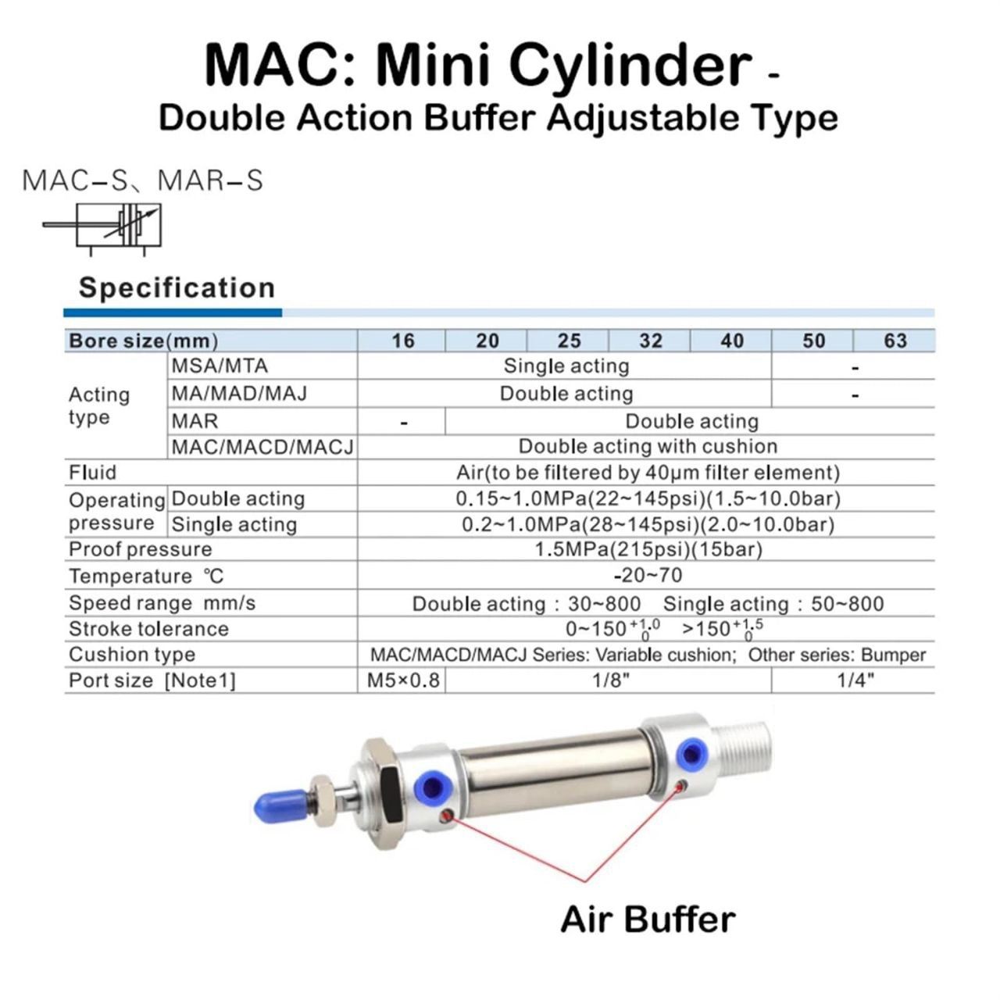 MAC: Mini Cylinder -
Double Action Buffer Adjustable Type
MAC-S、MAR-S
Specification
Bore size(mm) 16 20 25 32 40 50 63
Acting type MSA/MTA Single acting -
MA/MAD/MAJ Double acting -
MAR - Double acting
MAC/MACD/MACJ Double acting with cushion
Fluid Air(to be filtered by 40μm filter element)
Operating pressure Double acting 0.15~1.0MPa(22~145psi)(1.5~10.0bar)
Single acting 0.2~1.0MPa(28~145psi)(2.0~10.0bar)
Proof pressure 1.5MPa(215psi)(15bar)
Temperature ℃ -20~70
Speed range mm/s Double acting : 30~800 Single acting : 50~800
Stroke tolerance 0~150 +1.0 0 >150 +1.5 0
Cushion type MAC/MACD/MACJ Series: Variable cushion; Other series: Bumper
Port size [Note1] M5×0.8 1/8" 1/4"
Air Buffer